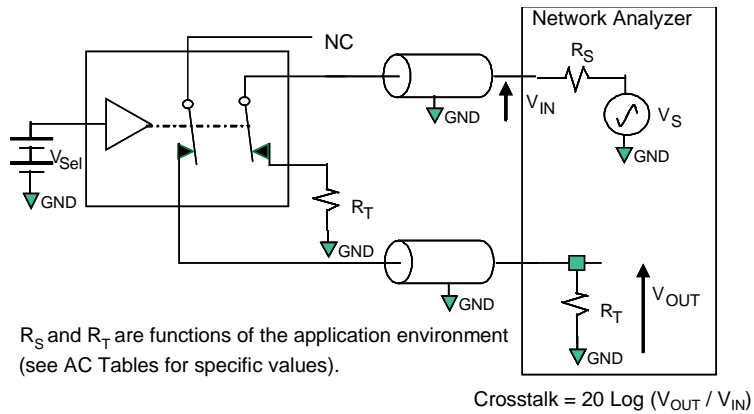 Network Analyzer
NC
R_S
V_IN
V_S
GND
GND
V_Sel
GND
R_T
GND
GND
V_OUT
R_T
GND
R_S and R_T are functions of the application environment
(see AC Tables for specific values).
Crosstalk = 20 Log (V_OUT / V_IN)